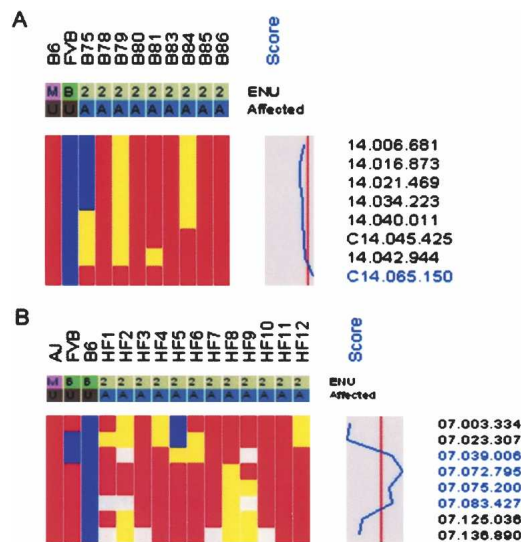 A
B6 FVB B75 B78 B79 B80 B81 B83 B84 B85 B86 Score
M B 2 2 2 2 2 2 2 2 2 ENU
U U A A A A A A A A A Affected
14.006.681
14.016.873
14.021.469
14.034.223
14.040.011
C14.045.425
14.042.944
C14.065.150
B
AJ FVB B6 HF1 HF2 HF3 HF4 HF5 HF6 HF7 HF8 HF9 HF10 HF11 HF12 Score
M 2 2 2 2 2 2 2 2 2 2 2 2 ENU
U U U A A A A A A A A A A A A Affected
07.003.334
07.023.307
07.039.006
07.072.795
07.075.200
07.083.427
07.125.036
07.136.890